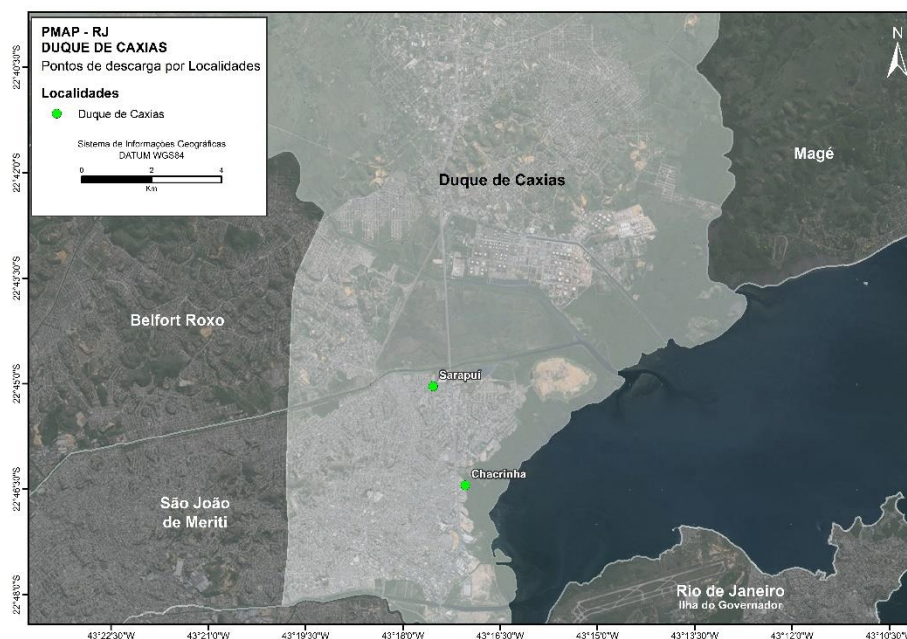 PMAP - RJ
DUQUE DE CAXIAS
Pontos de descarga por Localidades
Localidades
Duque de Caxias
Sistema de Informações Geográficas
DATUM WGS84
0 2 4
Km
N
Magé
Duque de Caxias
Belfort Roxo
Sarapuí
Chacrinha
São João
de Meriti
Rio de Janeiro
Ilha do Governador
22°40'30"S
22°42'0"S
22°43'30"S
22°45'0"S
22°46'30"S
22°48'0"S
43°22'30"W
43°21'0"W
43°19'30"W
43°18'0"W
43°16'30"W
43°15'0"W
43°13'30"W
43°12'0"W
43°10'30"W